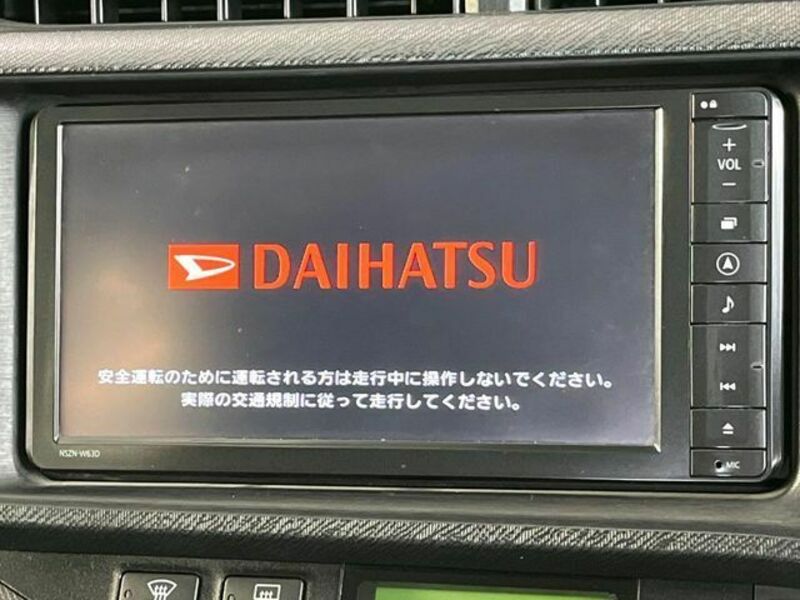 DAIHATSU
安全運転のために運転される方は走行中に操作しないでください。
実際の交通規制に従って走行してください。
NSZN-W63D
+
VOL
−
MIC